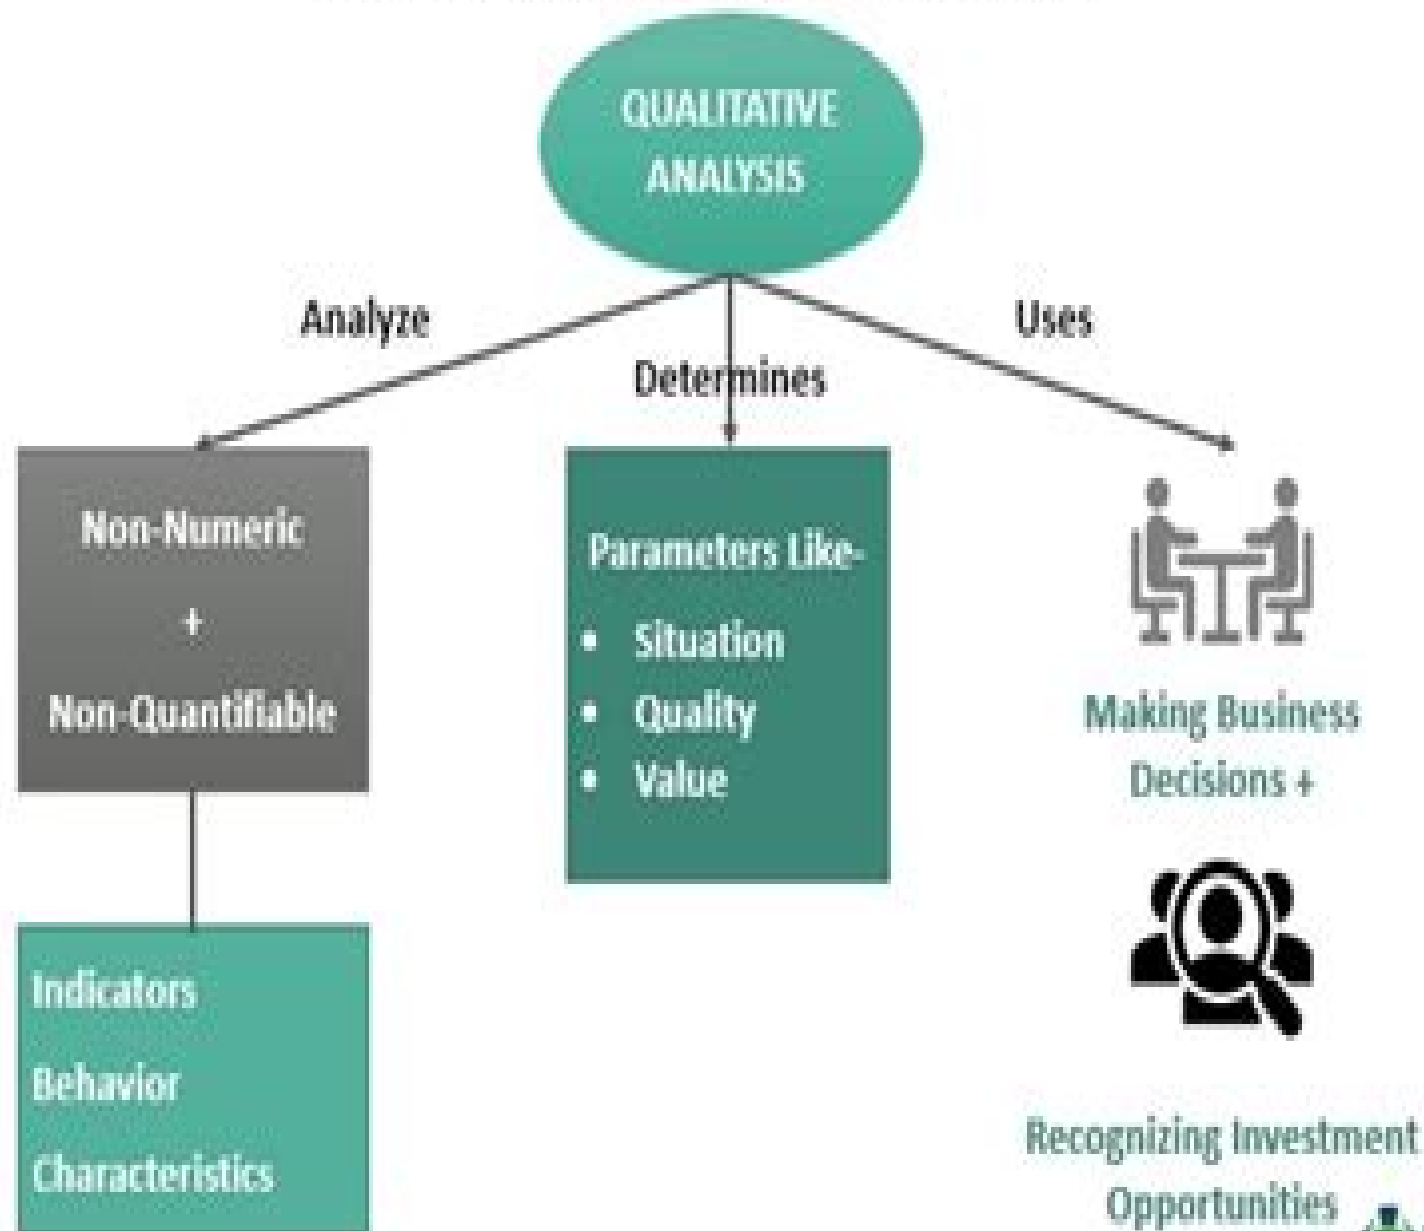 QUALITATIVE
ANALYSIS
Analyze
Determines
Uses
Non-Numeric
+
Non-Quantifiable
Parameters Like-
• Situation
• Quality
• Value
Making Business
Decisions +
Indicators
Behavior
Characteristics
Recognizing Investment
Opportunities